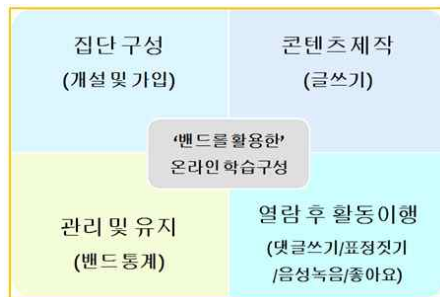 집단 구성
(개설 및 가입)
콘텐츠 제작
(글쓰기)
‘밴드를 활용한’
온라인 학습구성
관리 및 유지
(밴드 통계)
열람 후 활동이행
(댓글쓰기/표정짓기
/음성녹음/좋아요)